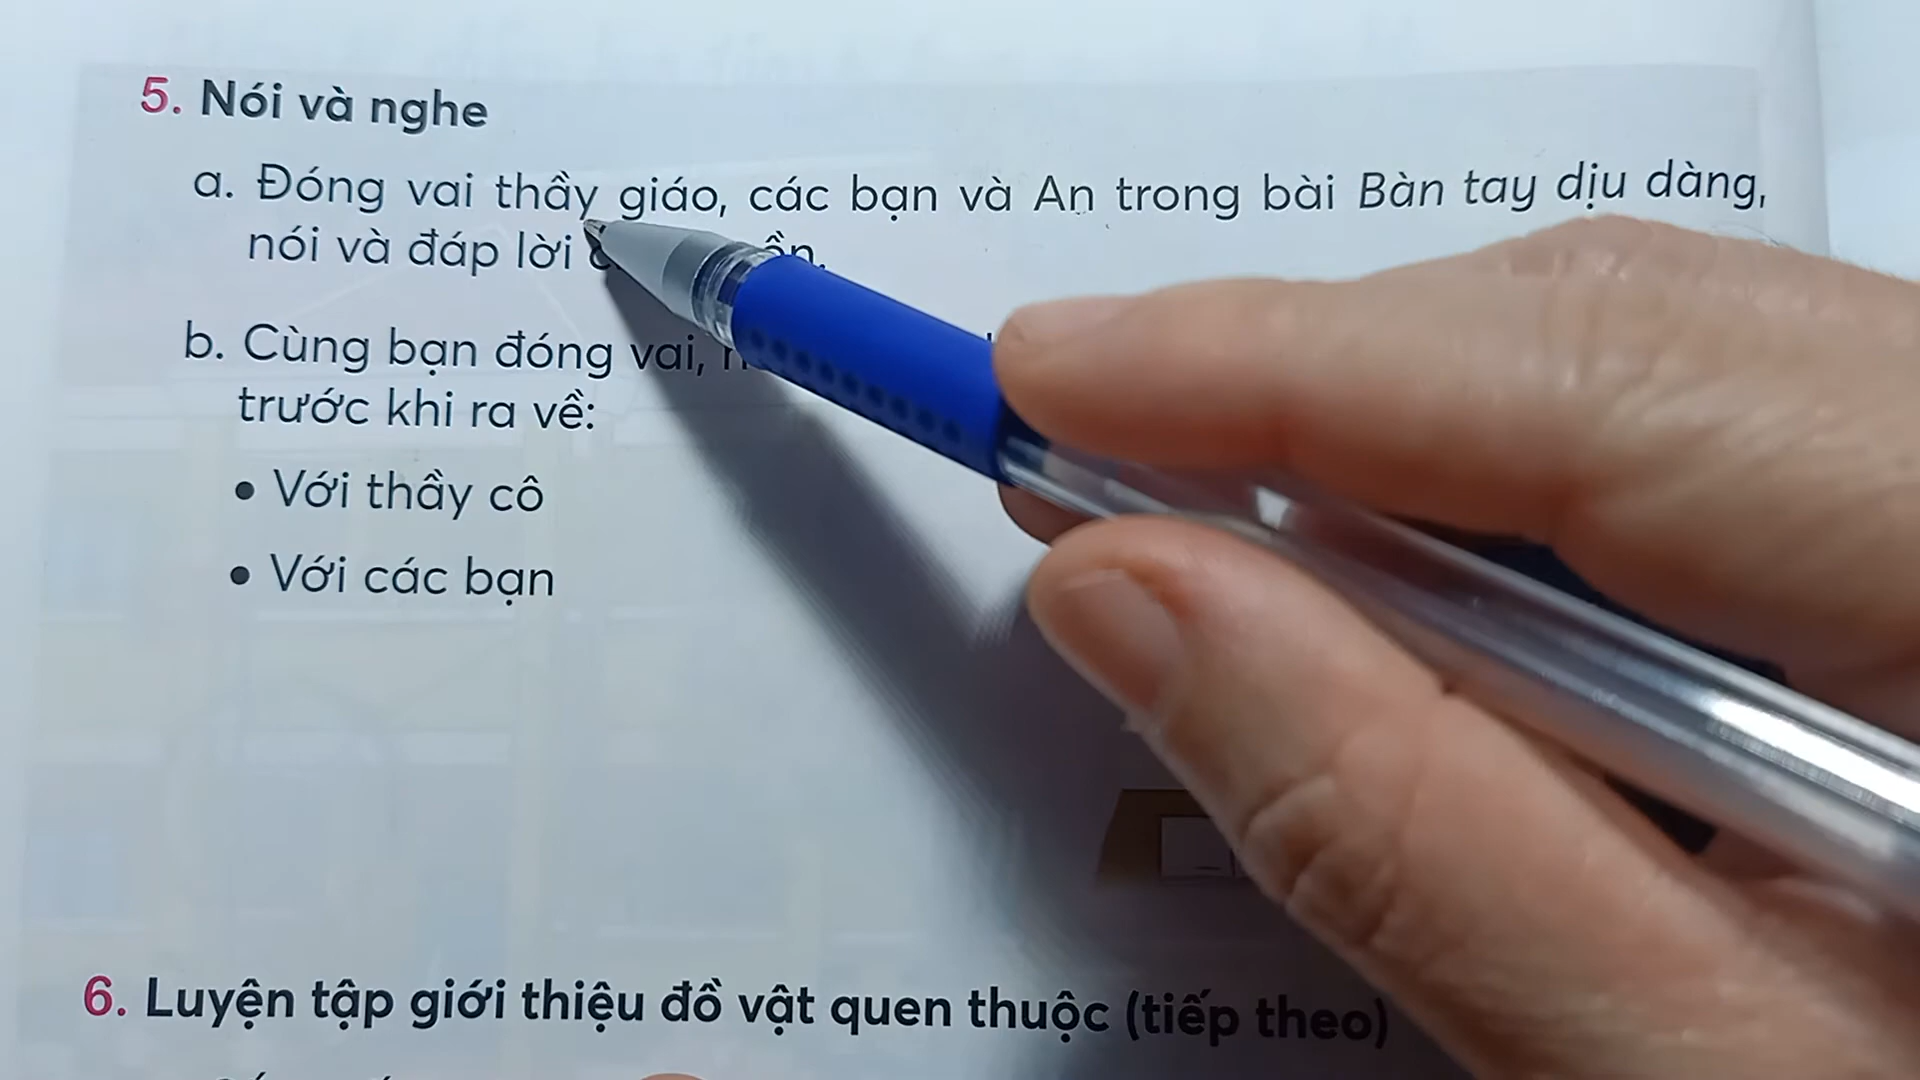 5. Nói và nghe
a. Đóng vai thầy giáo, các bạn và An trong bài Bàn tay dịu dàng,
nói và đáp lời
b. Cùng bạn đóng vai,
trước khi ra về:
• Với thầy cô
• Với các bạn
6. Luyện tập giới thiệu đồ vật quen thuộc (tiếp theo)